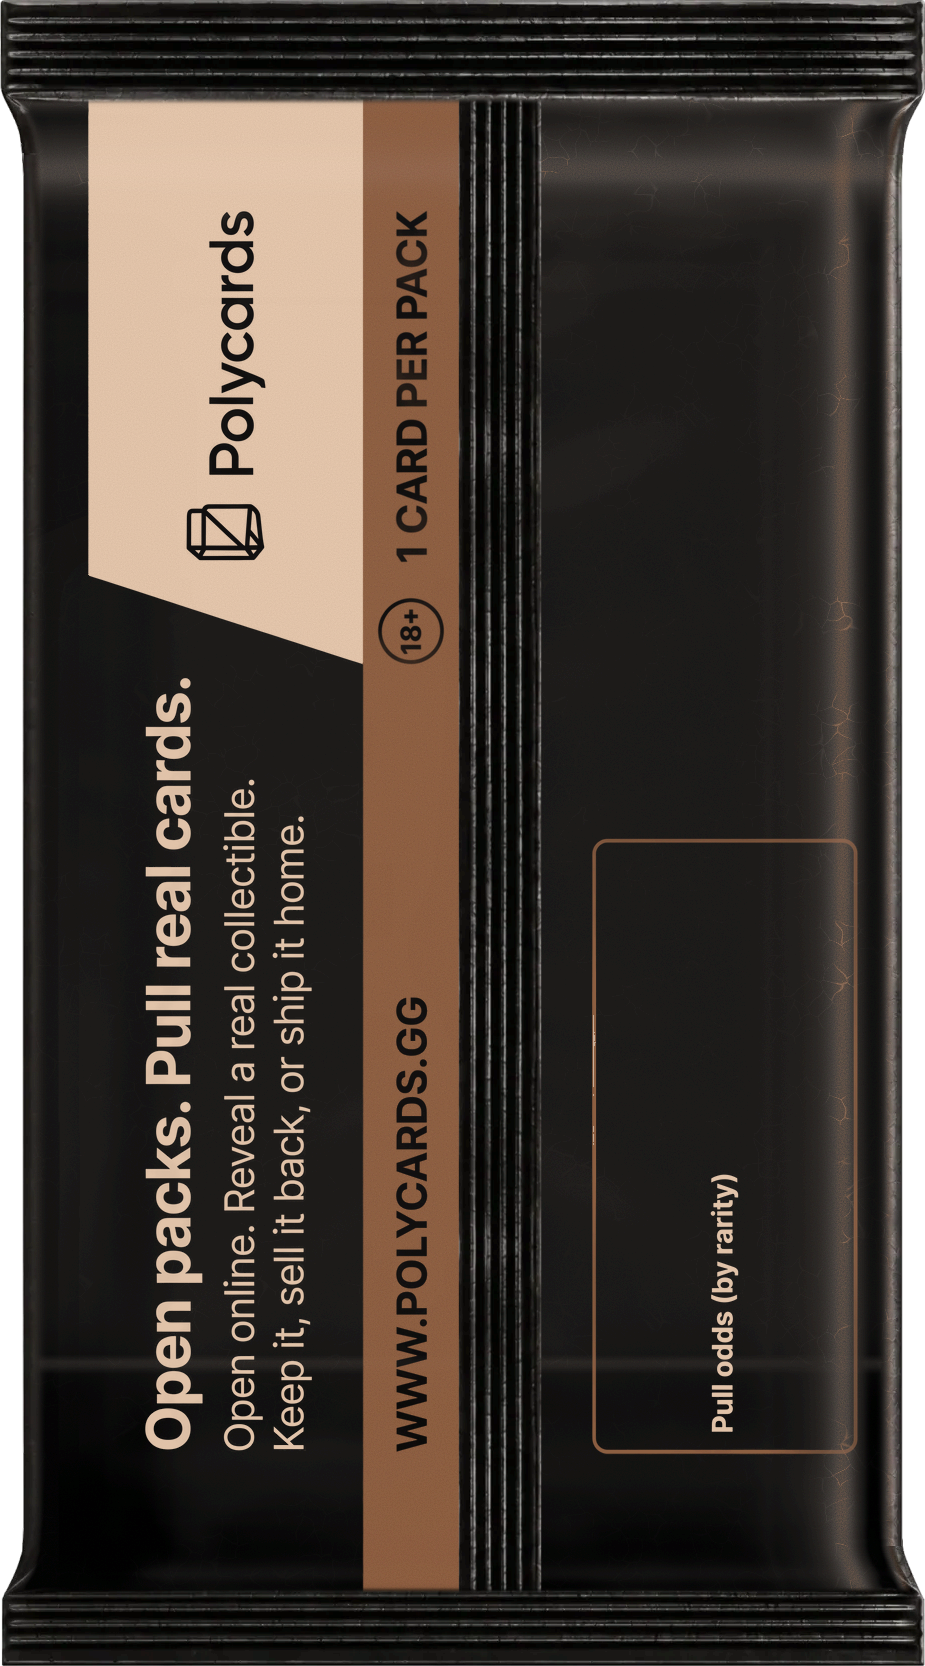 Polycards
Open packs. Pull real cards.
Open online. Reveal a real collectible.
Keep it, sell it back, or ship it home.
WWW.POLYCARDS.GG
18+
1 CARD PER PACK
Pull odds (by rarity)